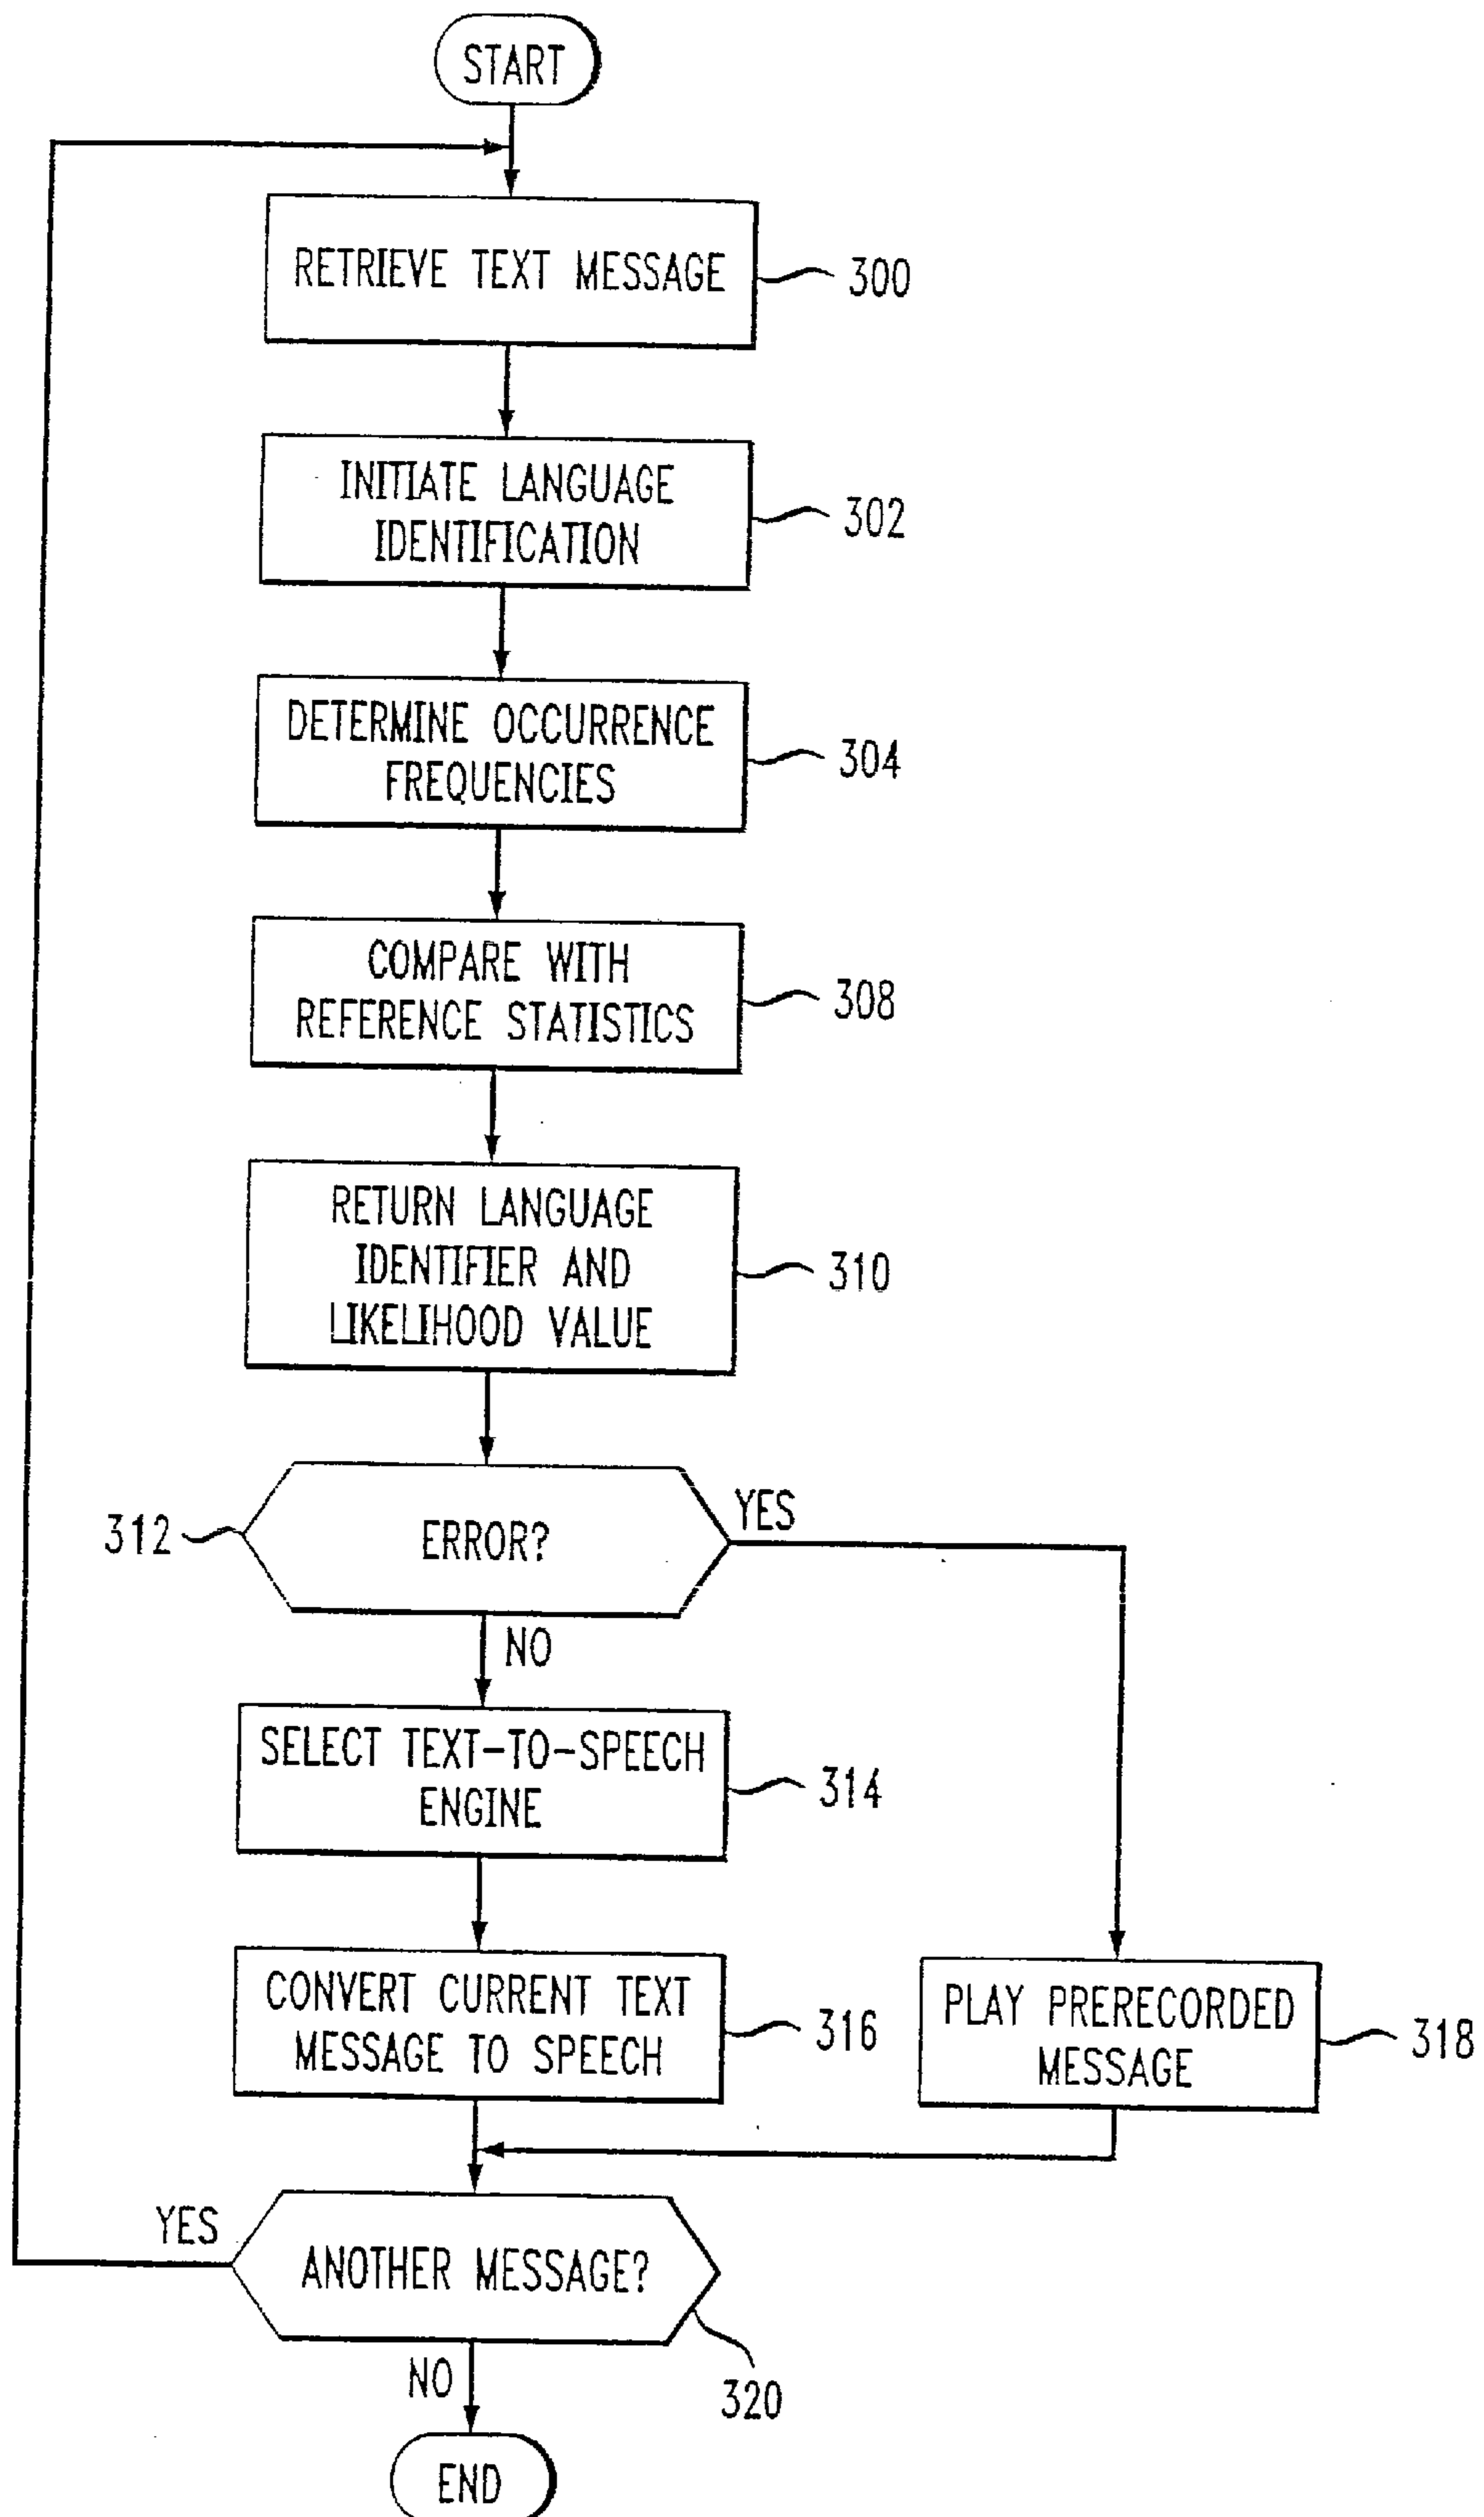 START
RETRIEVE TEXT MESSAGE
300
INITIATE LANGUAGE
IDENTIFICATION
302
DETERMINE OCCURRENCE
FREQUENCIES
304
COMPARE WITH
REFERENCE STATISTICS
308
RETURN LANGUAGE
IDENTIFIER AND
LIKELIHOOD VALUE
310
312
ERROR?
YES
NO
SELECT TEXT-TO-SPEECH
ENGINE
314
CONVERT CURRENT TEXT
MESSAGE TO SPEECH
316
PLAY PRERECORDED
MESSAGE
318
YES
ANOTHER MESSAGE?
320
NO
END